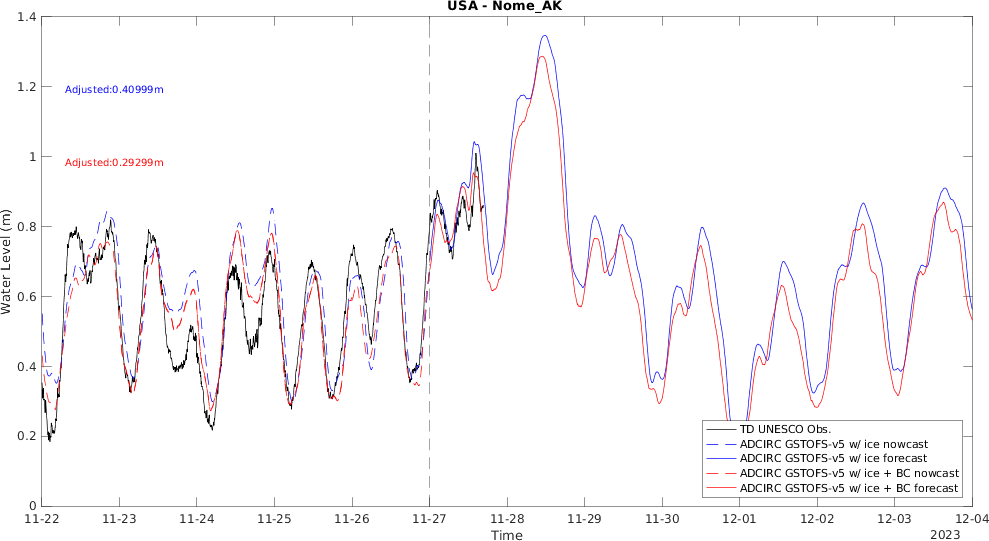 USA - Nome_AK
1.4
1.2
1
0.8
0.6
0.4
0.2
0
Water Level (m)
Adjusted:0.40999m
Adjusted:0.29299m
TD UNESCO Obs.
ADCIRC GSTOFS-v5 w/ ice nowcast
ADCIRC GSTOFS-v5 w/ ice forecast
ADCIRC GSTOFS-v5 w/ ice + BC nowcast
ADCIRC GSTOFS-v5 w/ ice + BC forecast
11-22 11-23 11-24 11-25 11-26 11-27 11-28 11-29 11-30 12-01 12-02 12-03 12-04
Time
2023